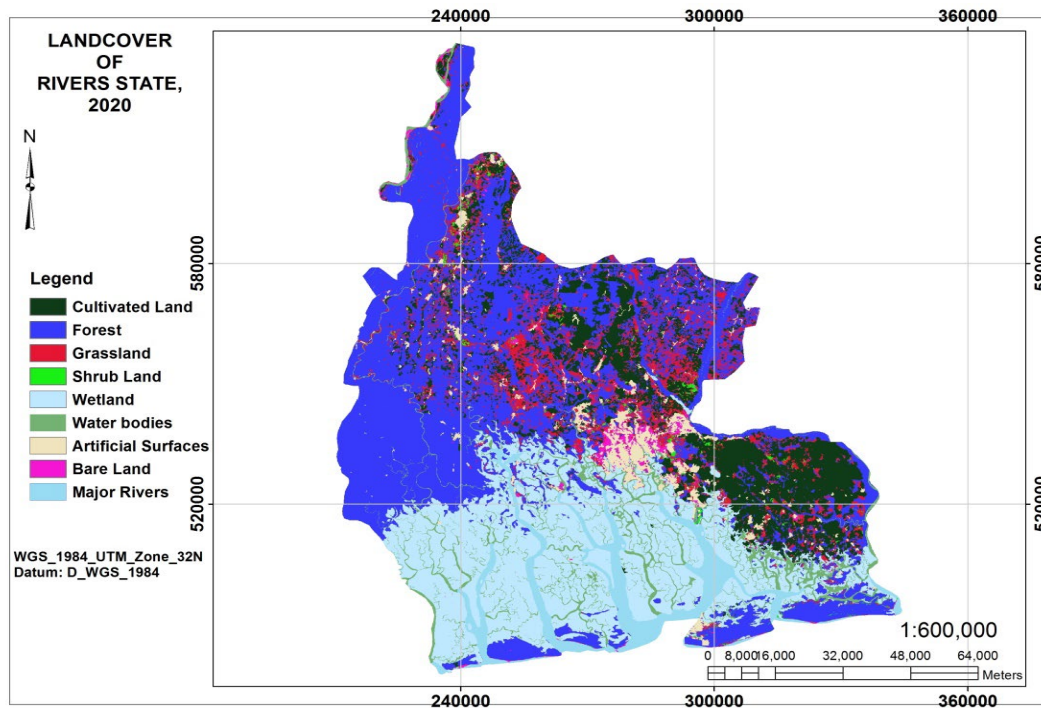 LANDCOVER
OF
RIVERS STATE,
2020
N
240000 300000 360000
580000 580000
520000 520000
Legend
Cultivated Land
Forest
Grassland
Shrub Land
Wetland
Water bodies
Artificial Surfaces
Bare Land
Major Rivers
WGS_1984_UTM_Zone_32N
Datum: D_WGS_1984
1:600,000
0 8,000 16,000 32,000 48,000 64,000
Meters
240000 300000 360000